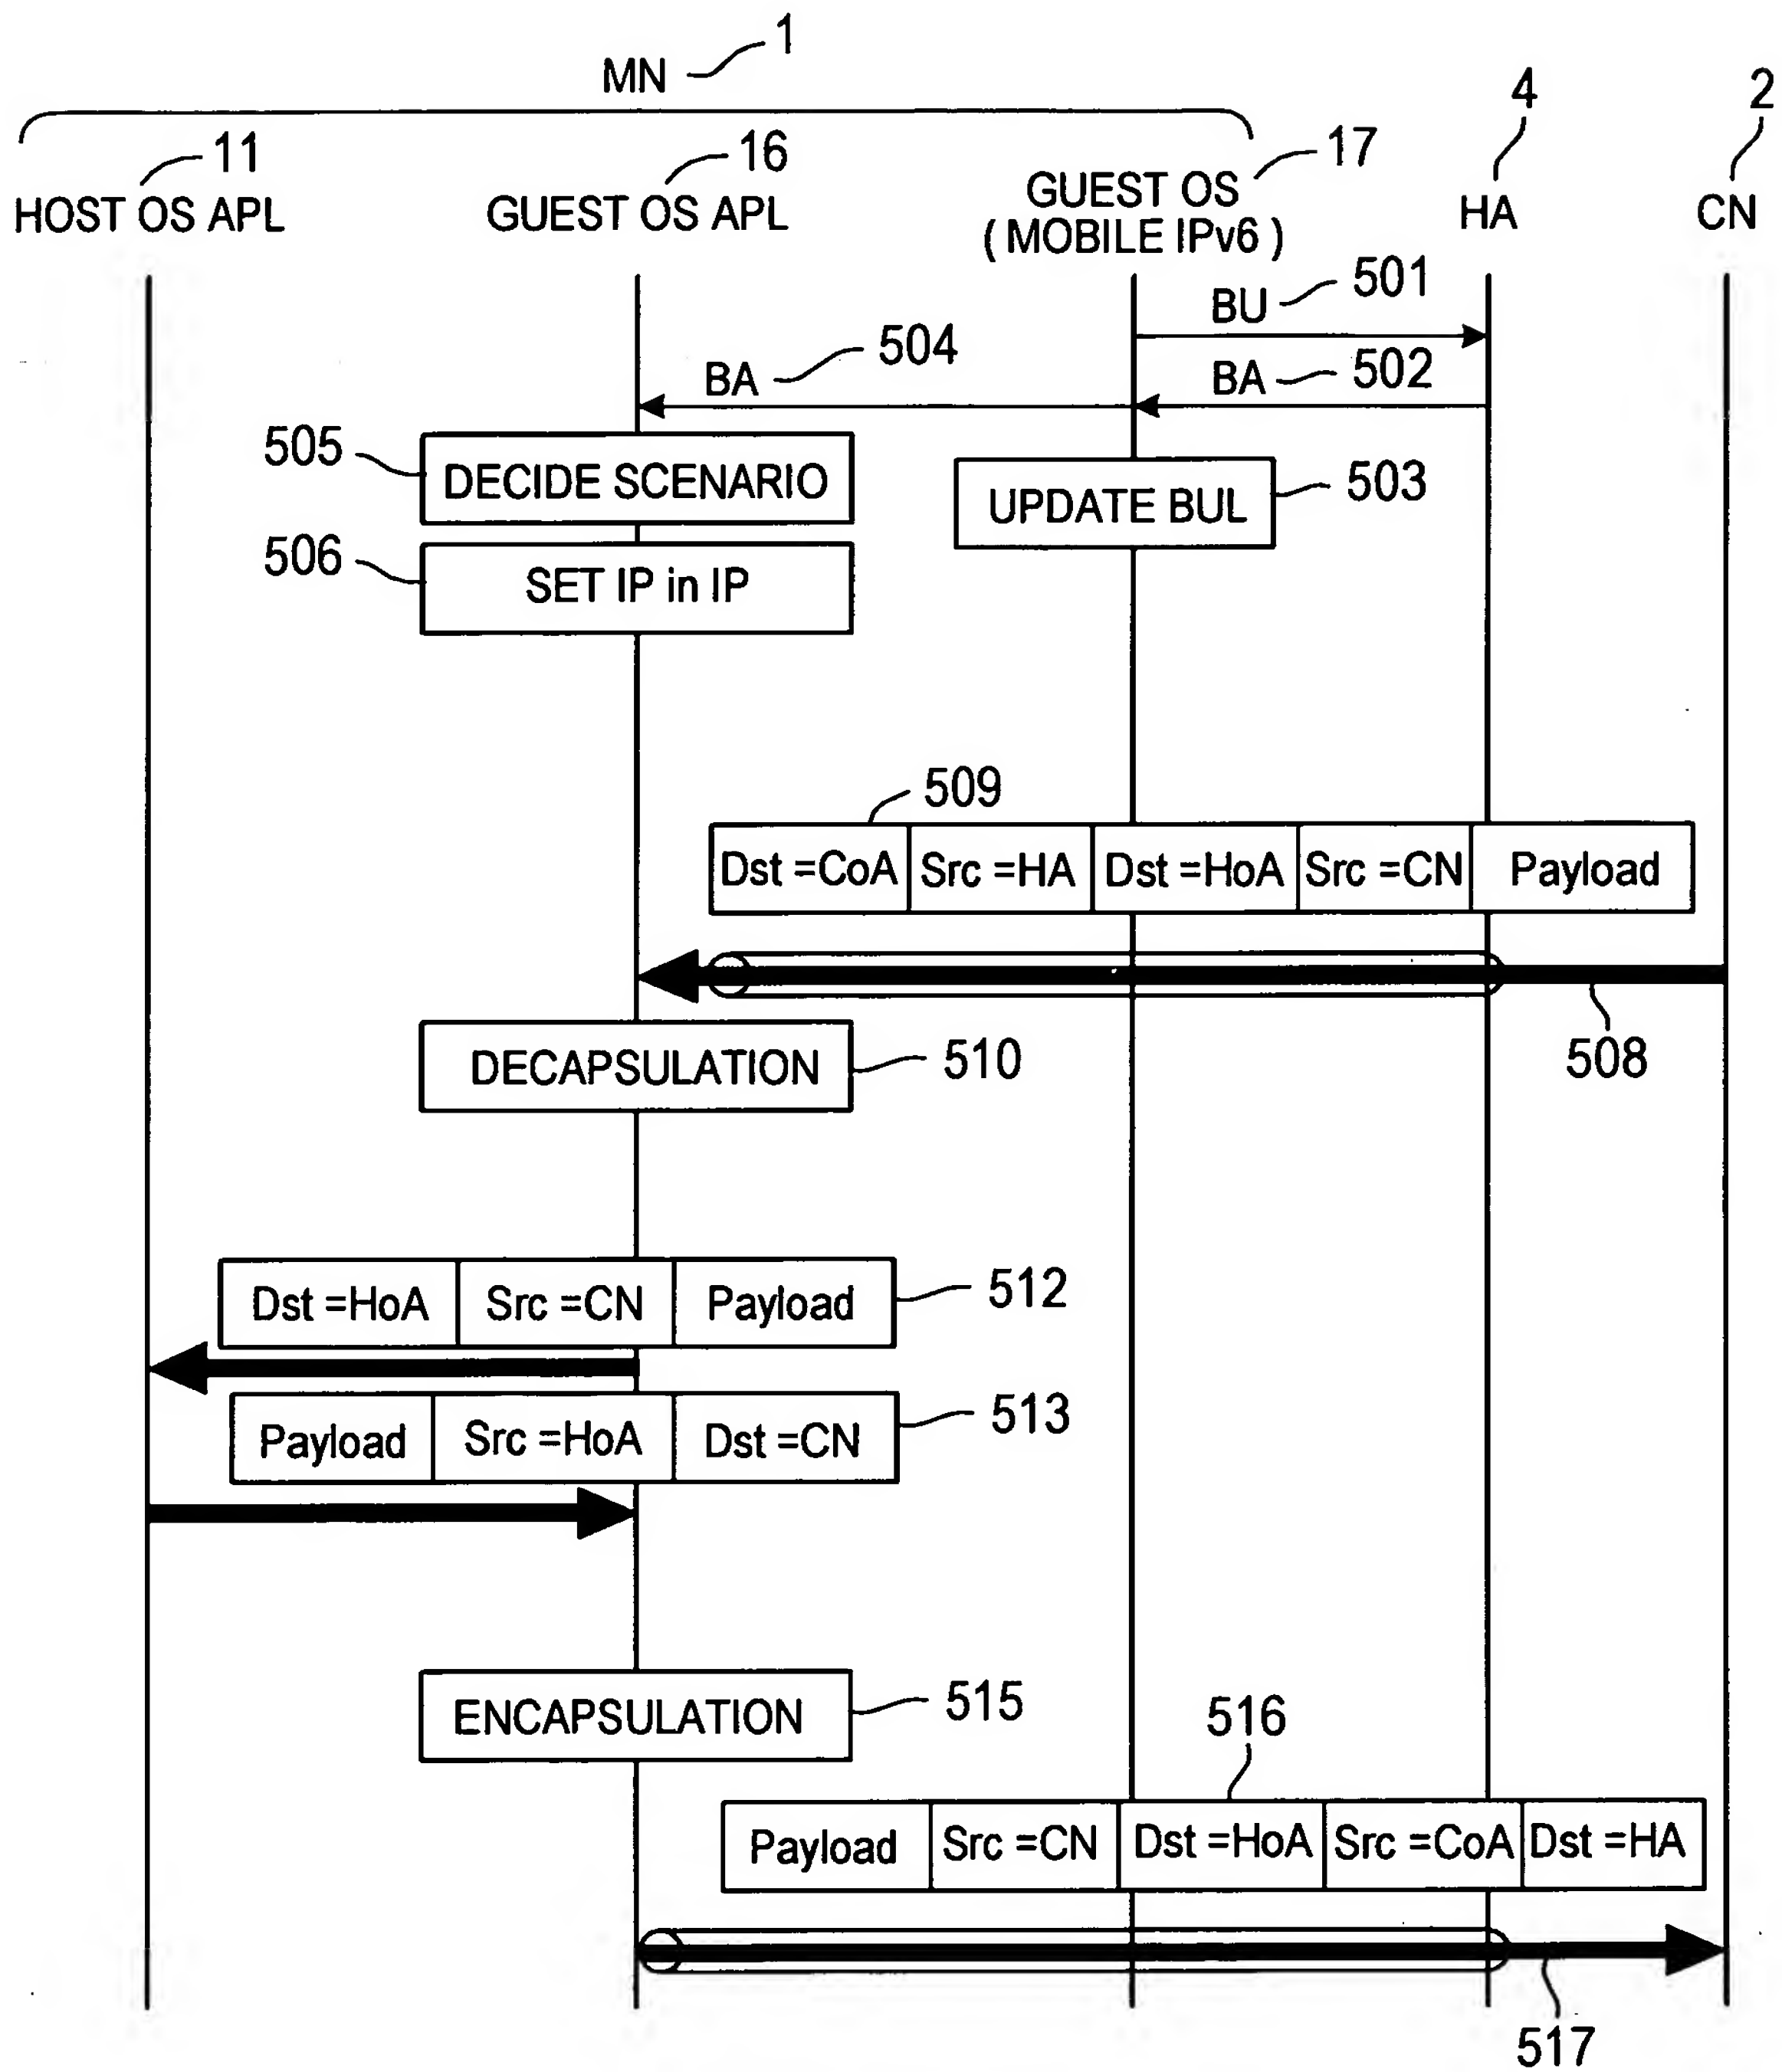 1
MN
4
2
11
16
17
HOST OS APL
GUEST OS APL
GUEST OS
( MOBILE IPv6 )
HA
CN
BU
501
504
BA
BA
502
505
DECIDE SCENARIO
UPDATE BUL
503
506
SET IP in IP
509
Dst =CoA
Src =HA
Dst =HoA
Src =CN
Payload
508
DECAPSULATION
510
Dst =HoA
Src =CN
Payload
512
Payload
Src =HoA
Dst =CN
513
ENCAPSULATION
515
516
Payload
Src =CN
Dst =HoA
Src =CoA
Dst =HA
517